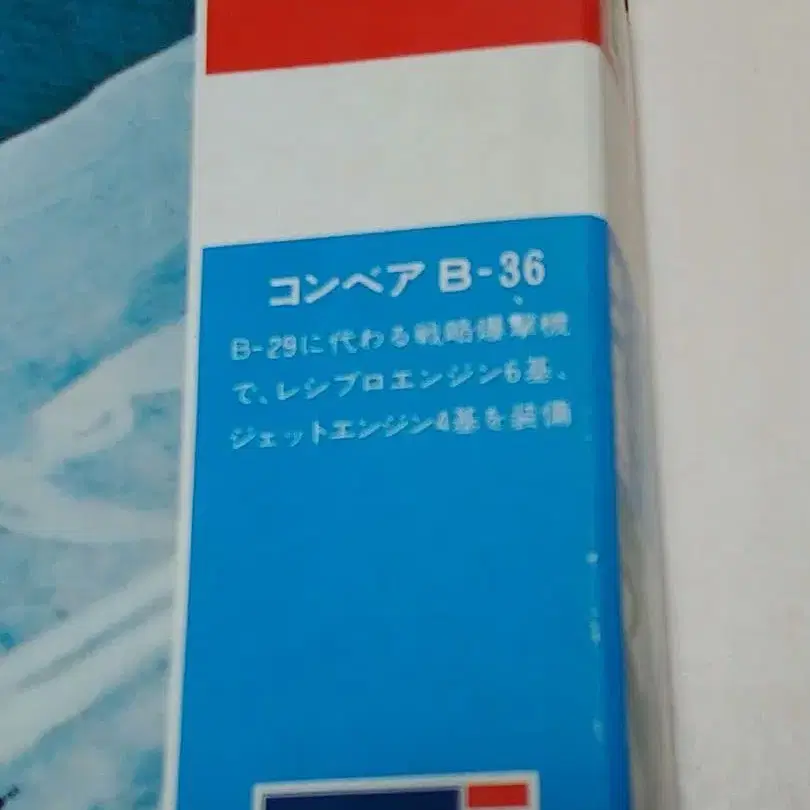 コンベア B-36
B-29に代わる戦略爆撃機
で、レシプロエンジン6基、
ジェットエンジン4基を装備